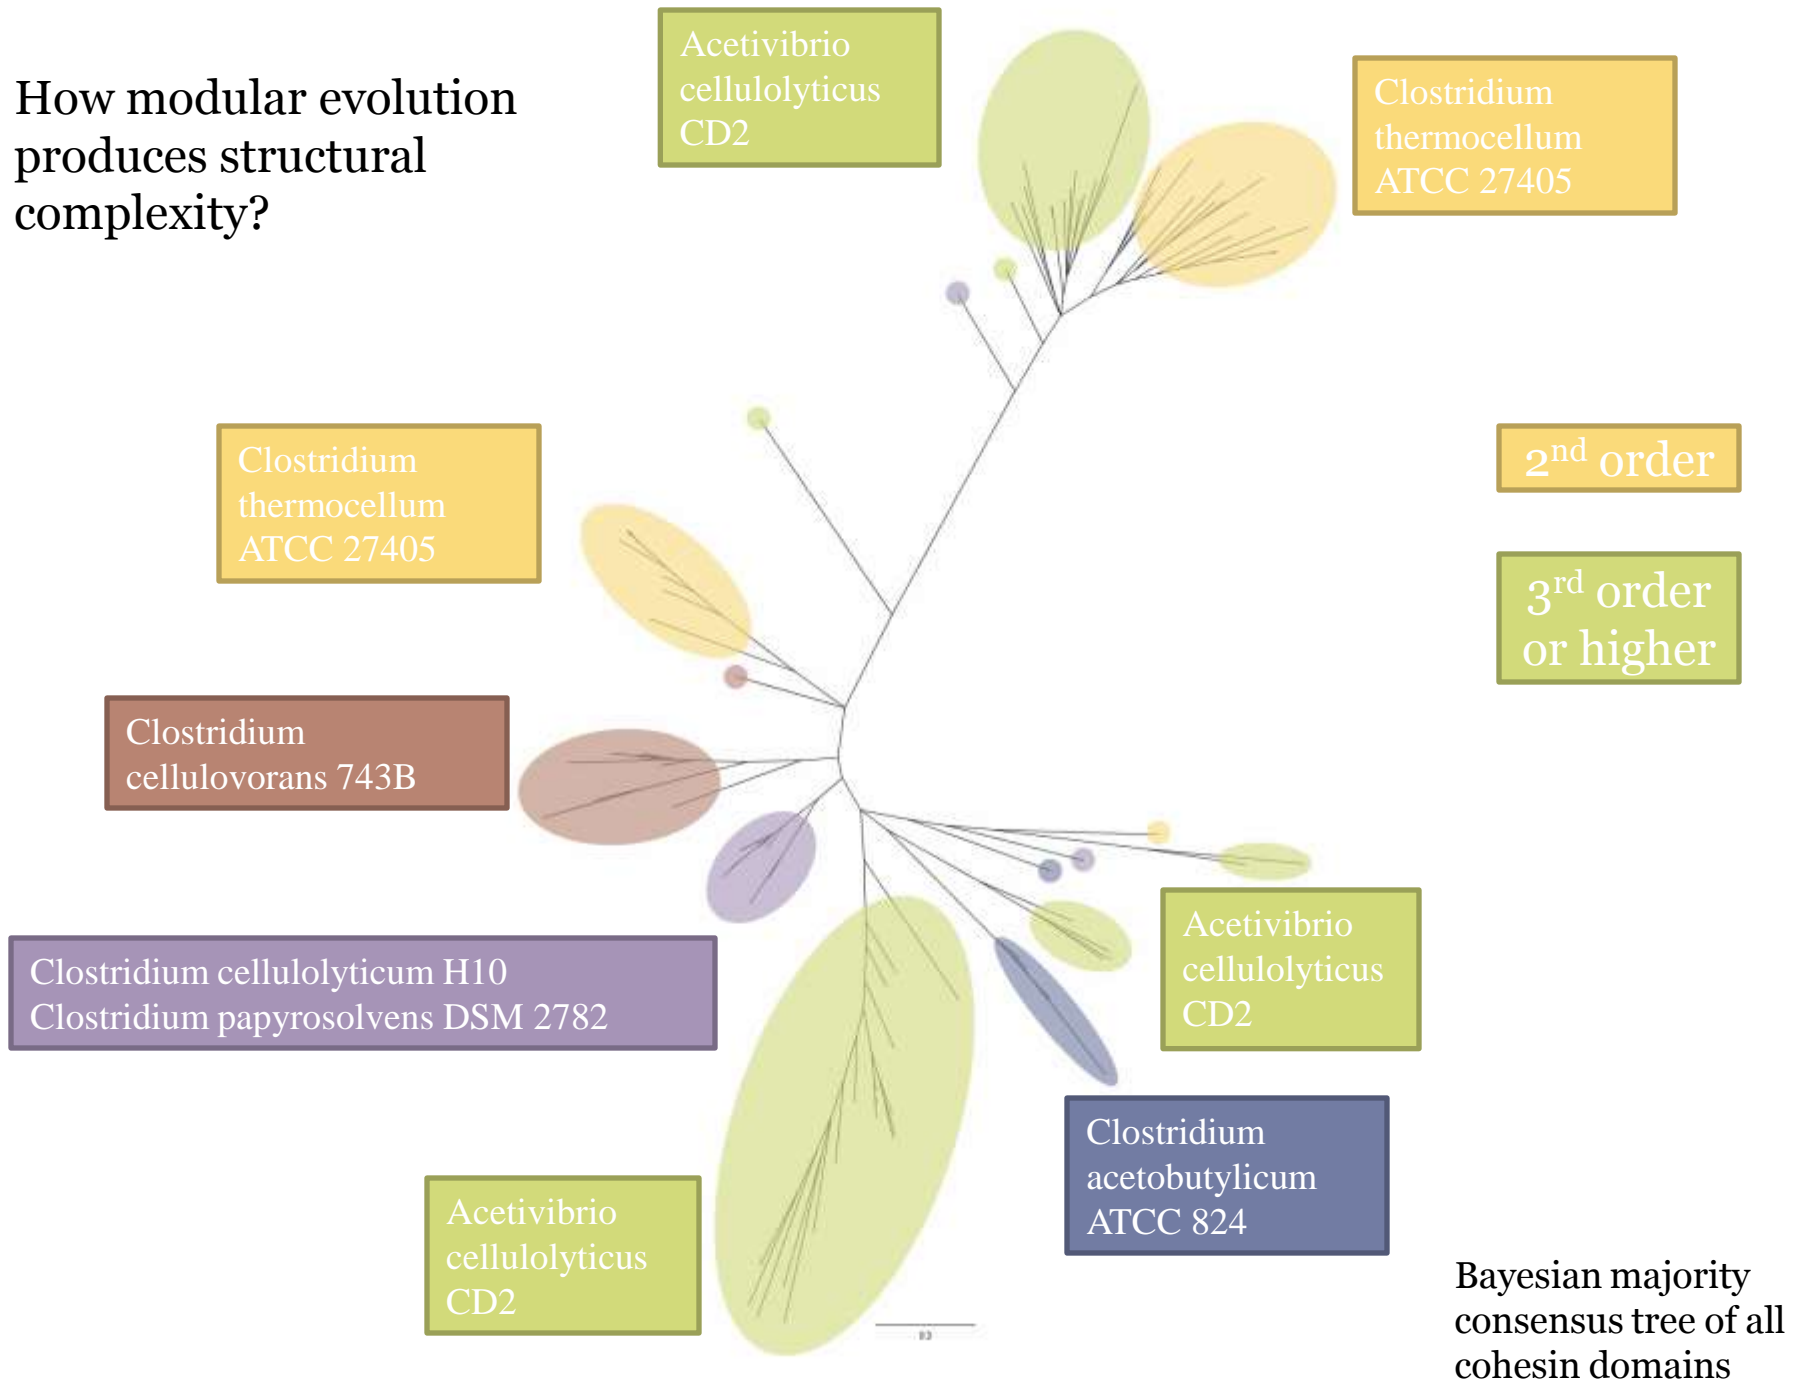 How modular evolution
produces structural
complexity?
Acetivibrio
cellulolyticus
CD2
Clostridium
thermocellum
ATCC 27405
Clostridium
thermocellum
ATCC 27405
2nd order
3rd order
or higher
Clostridium
cellulovorans 743B
Clostridium cellulolyticum H10
Clostridium papyrosolvens DSM 2782
Acetivibrio
cellulolyticus
CD2
Clostridium
acetobutylicum
ATCC 824
Acetivibrio
cellulolyticus
CD2
Bayesian majority
consensus tree of all
cohesin domains